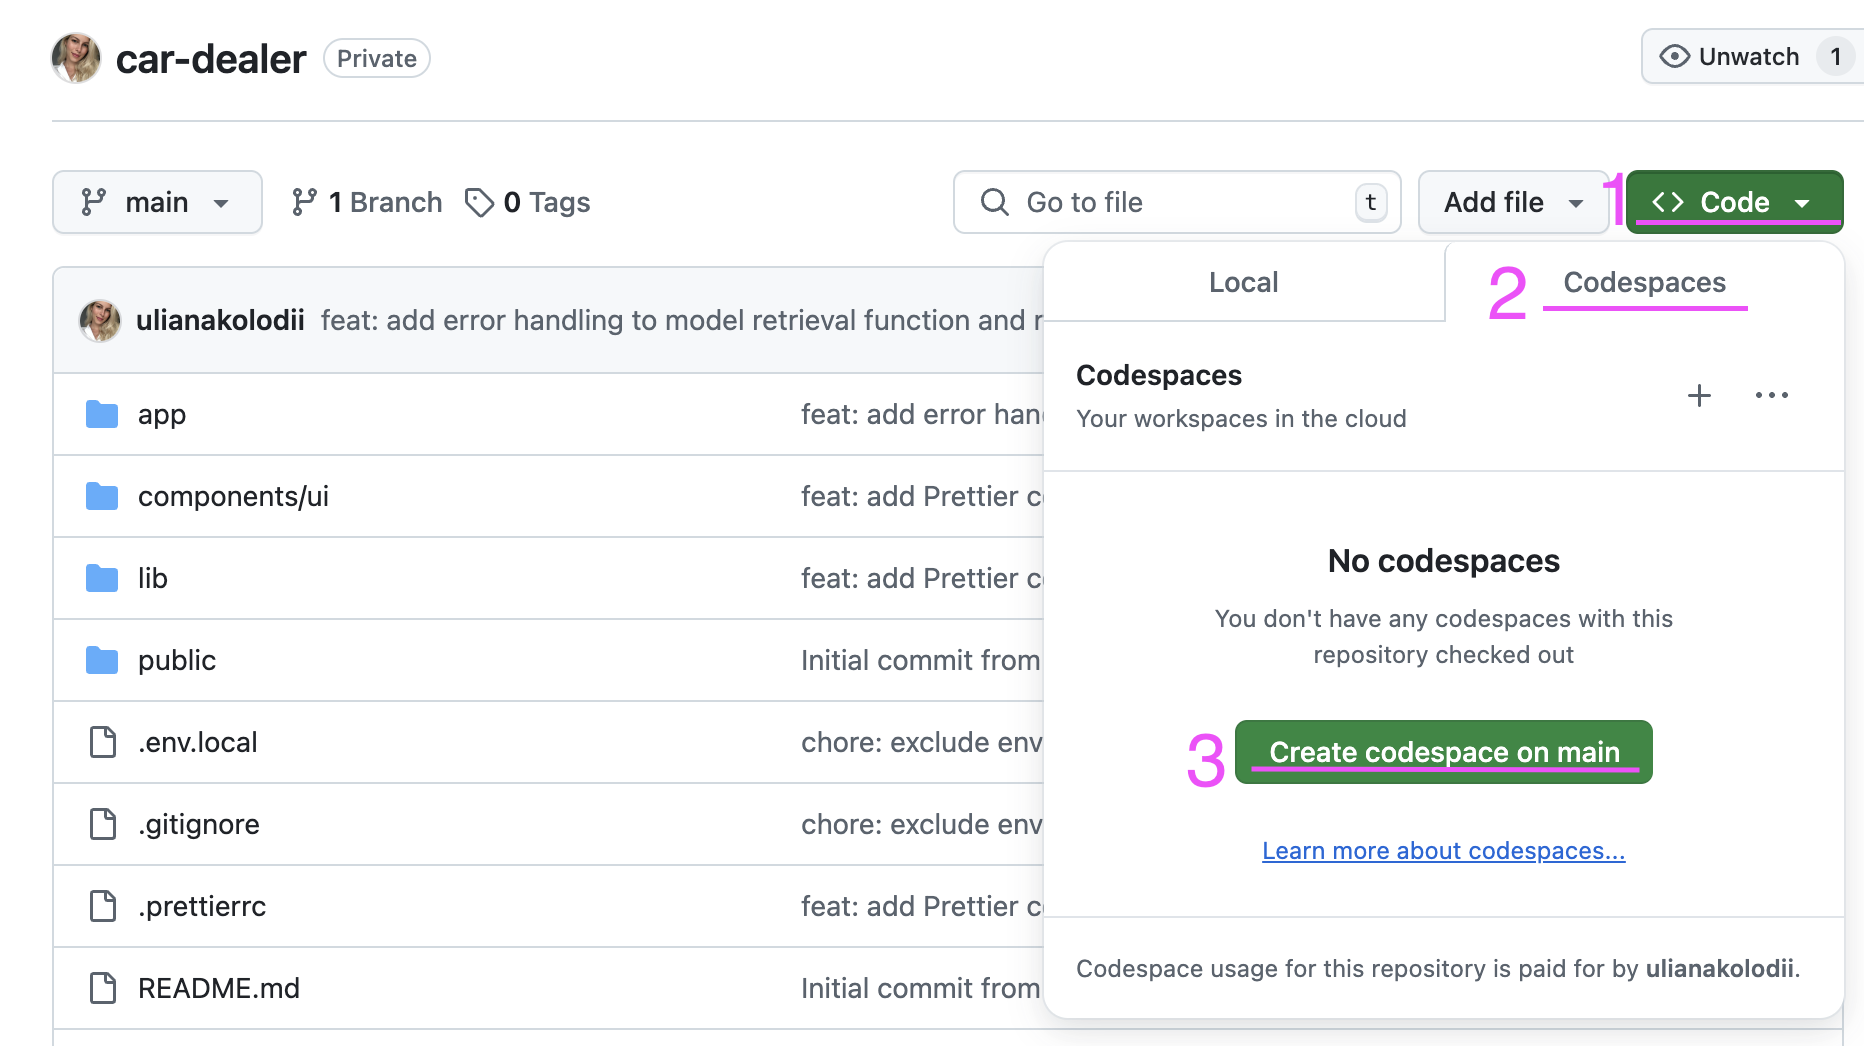 car-dealer Private
Unwatch 1
main 1 Branch 0 Tags
Go to file t
Add file
1 <> Code
Local
2 Codespaces
ulianakolodii feat: add error handling to model retrieval function and r
Codespaces
Your workspaces in the cloud
app feat: add error han
components/ui feat: add Prettier c
No codespaces
lib feat: add Prettier c
You don't have any codespaces with this
repository checked out
public Initial commit from
.env.local chore: exclude env
3 Create codespace on main
.gitignore chore: exclude env
Learn more about codespaces...
.prettierrc feat: add Prettier c
README.md Initial commit from
Codespace usage for this repository is paid for by ulianakolodii.